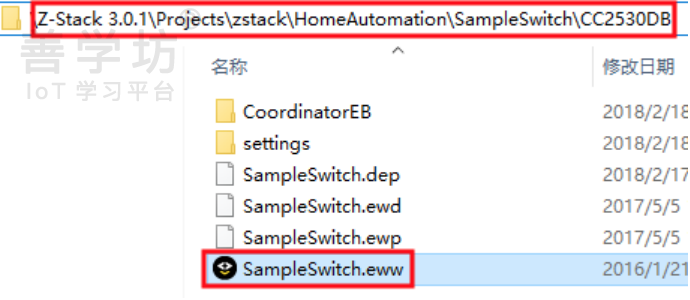 \Z-Stack 3.0.1\Projects\zstack\HomeAutomation\SampleSwitch\CC2530DB
善学坊
IoT 学习平台
名称 修改日期
CoordinatorEB 2018/2/18
settings 2018/2/18
SampleSwitch.dep 2018/2/17
SampleSwitch.ewd 2017/5/5
SampleSwitch.ewp 2017/5/5
SampleSwitch.eww 2016/1/21